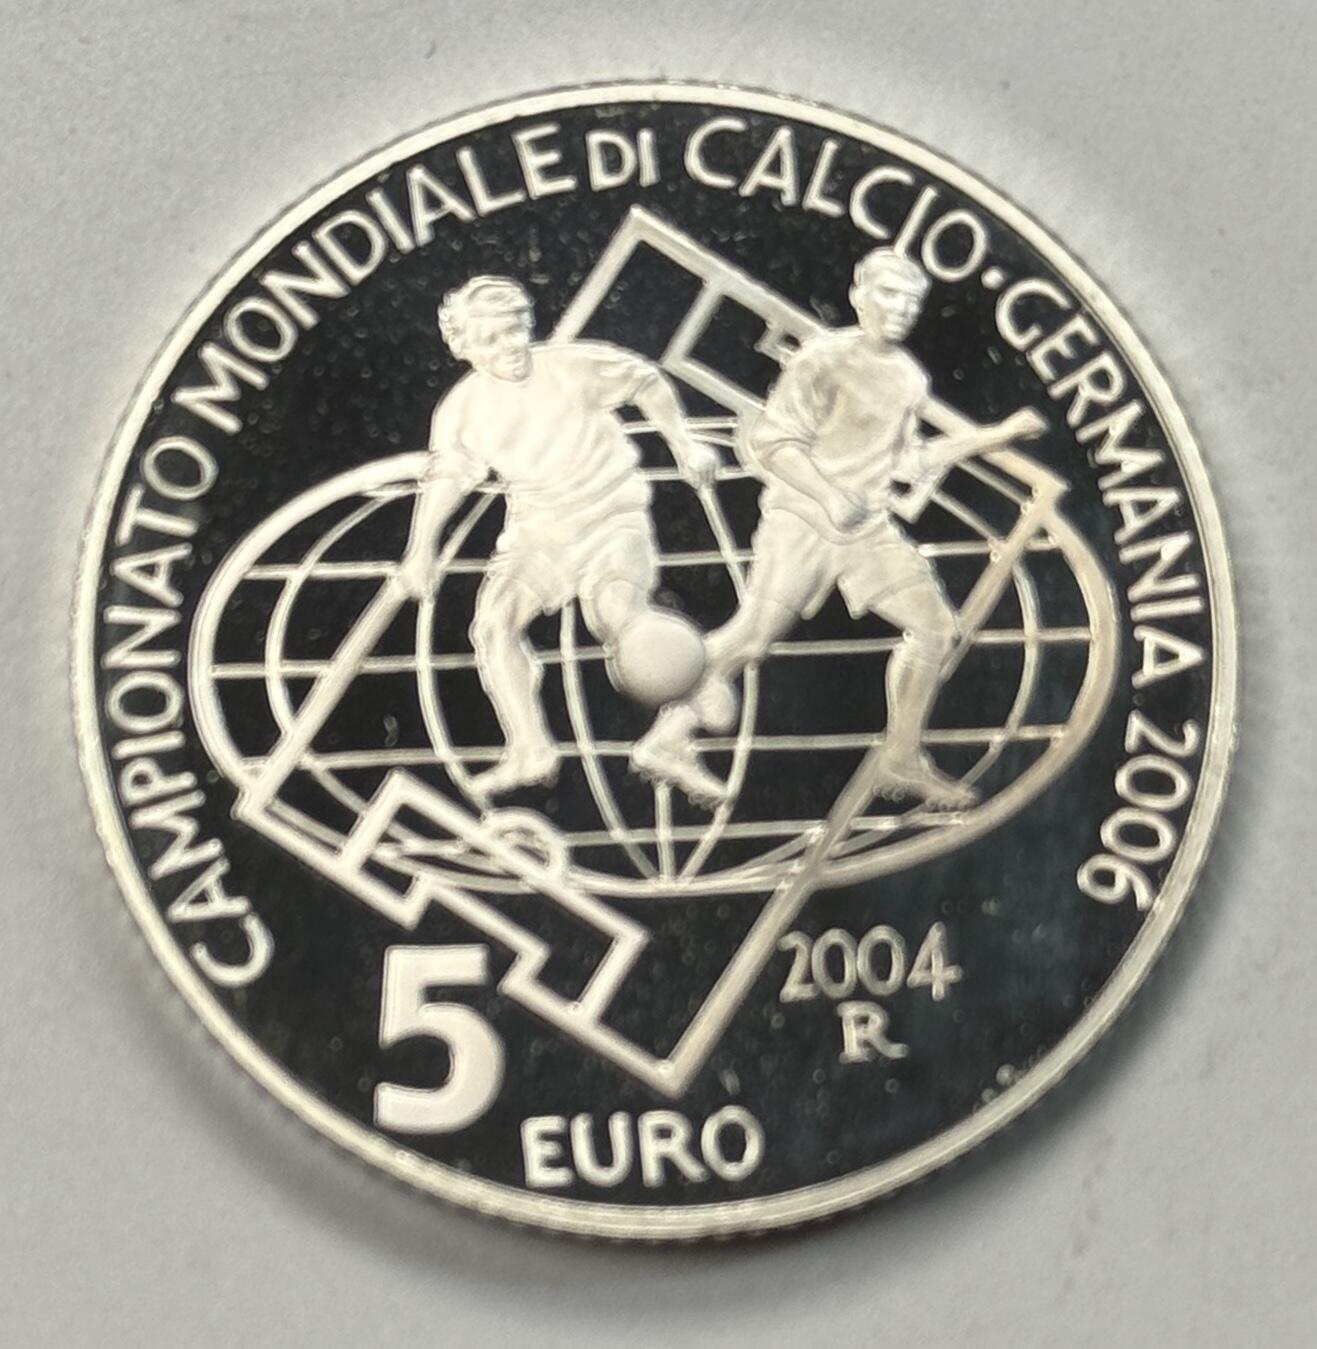 CAMPIONATO MONDIALE DI CALCIO · GERMANIA 2006
2004
R
5
EURO